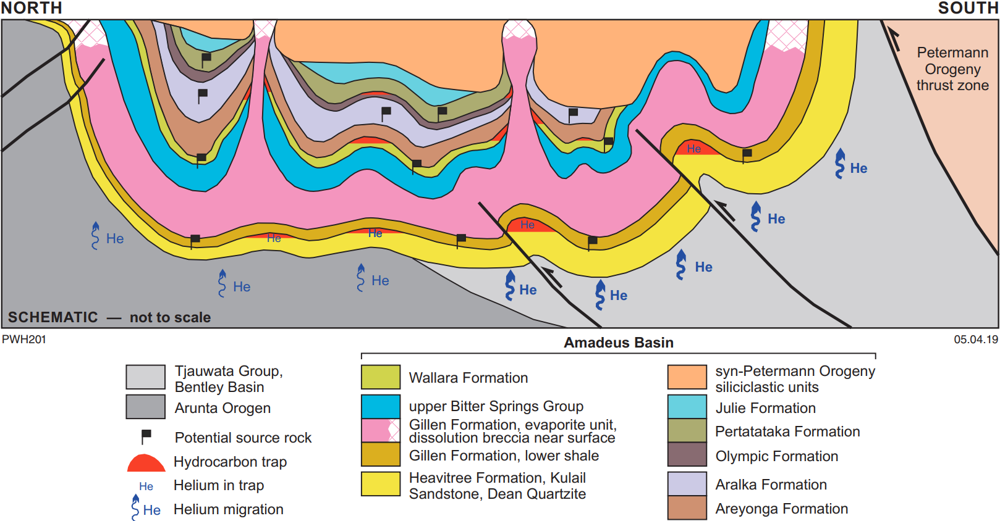 NORTH
SOUTH
Petermann
Orogeny
thrust zone
He
He
He
He
He
He
He
He
He
He
He
He
SCHEMATIC — not to scale
PWH201
05.04.19
Amadeus Basin
Tjauwata Group,
Bentley Basin
Arunta Orogen
Potential source rock
Hydrocarbon trap
He
Helium in trap
He
Helium migration
Wallara Formation
upper Bitter Springs Group
Gillen Formation, evaporite unit,
dissolution breccia near surface
Gillen Formation, lower shale
Heavitree Formation, Kulail
Sandstone, Dean Quartzite
syn-Petermann Orogeny
siliciclastic units
Julie Formation
Pertatataka Formation
Olympic Formation
Aralka Formation
Areyonga Formation